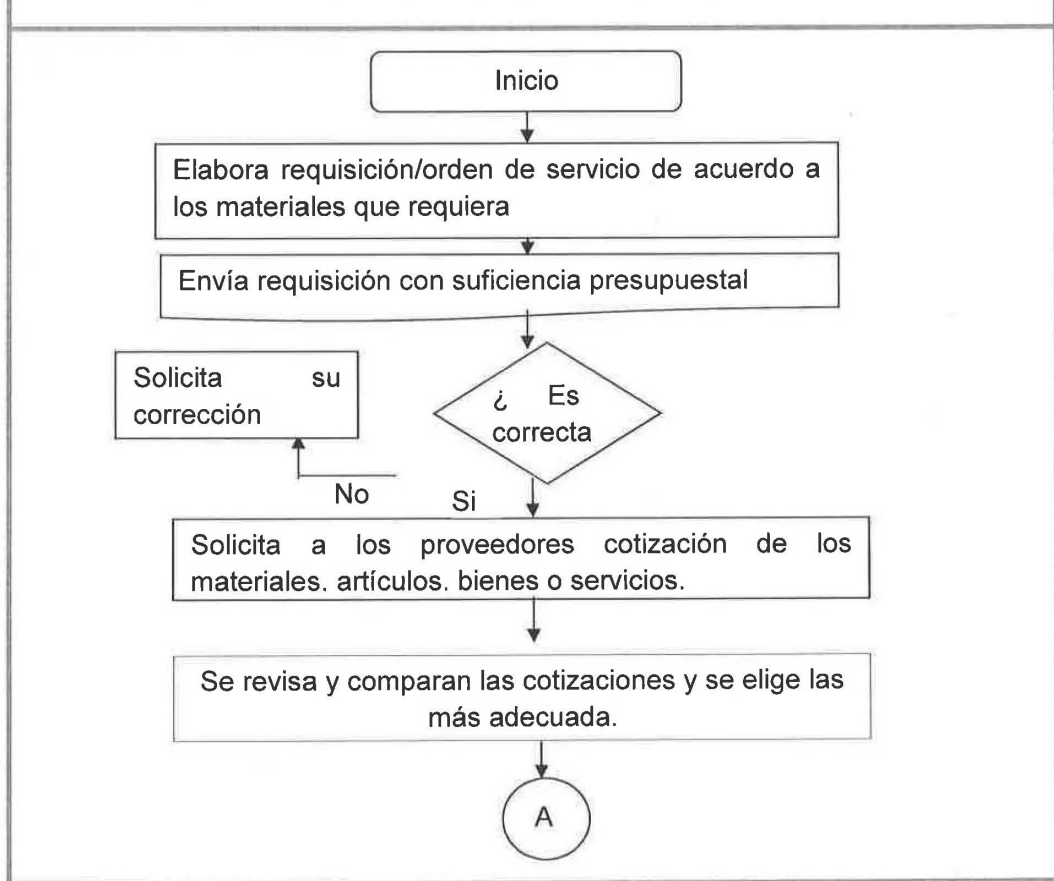 Inicio
Elabora requisición/orden de servicio de acuerdo a
los materiales que requiera
Envía requisición con suficiencia presupuestal
Solicita su
corrección
¿ Es
correcta
No
Si
Solicita a los proveedores cotización de los
materiales. artículos. bienes o servicios.
Se revisa y comparan las cotizaciones y se elige las
más adecuada.
A